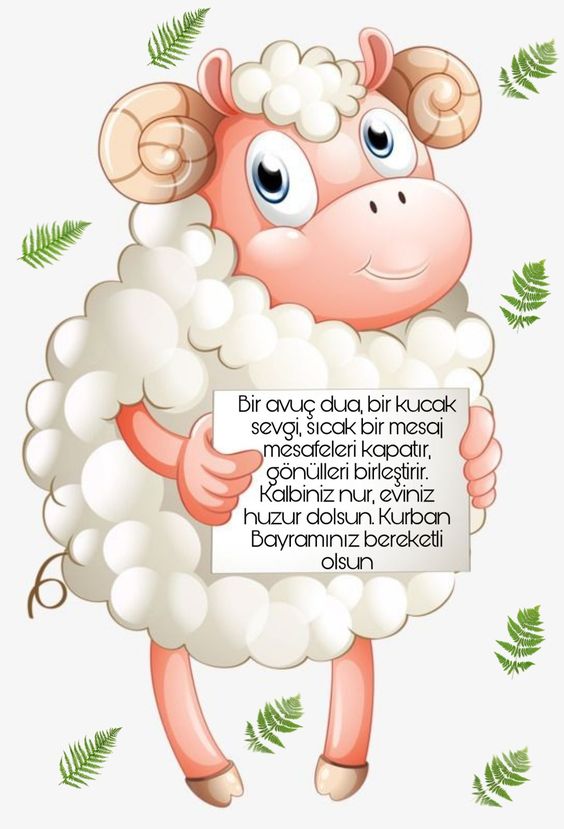 Bir avuç dua, bir kucak
sevgi, sıcak bir mesaj
mesafeleri kapatır,
gönülleri birleştirir.
Kalbiniz nur, eviniz
huzur dolsun. Kurban
Bayramınız bereketli
olsun